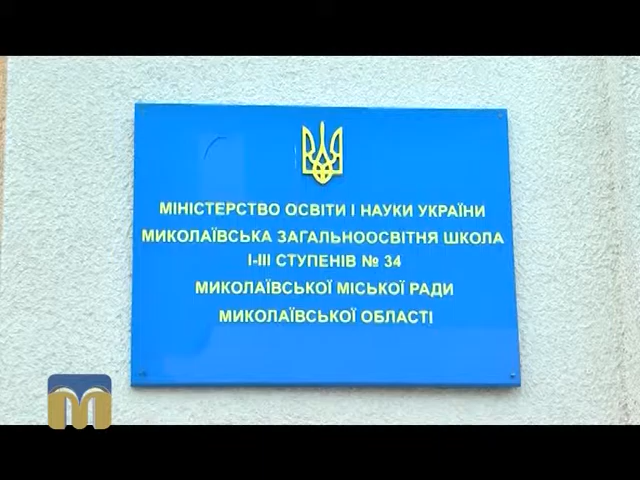 МІНІСТЕРСТВО ОСВІТИ І НАУКИ УКРАЇНИ
МИКОЛАЇВСЬКА ЗАГАЛЬНООСВІТНЯ ШКОЛА
І-ІІІ СТУПЕНІВ № 34
МИКОЛАЇВСЬКОЇ МІСЬКОЇ РАДИ
МИКОЛАЇВСЬКОЇ ОБЛАСТІ